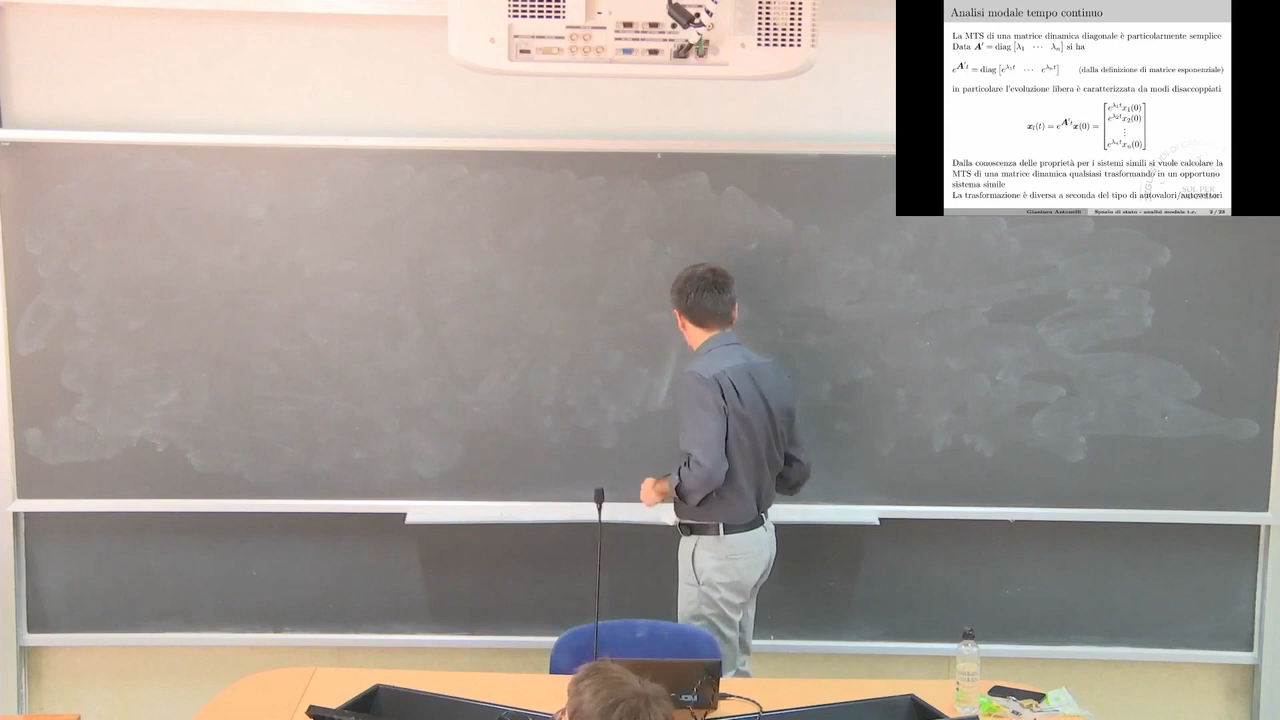 Analisi modale tempo continuo
La MTS di una matrice dinamica diagonale è particolarmente semplice
Data A′ = diag [λ₁ ⋯ λₙ] si ha
e^{A′t} = diag [e^{λ₁t} ⋯ e^{λₙt}] (dalla definizione di matrice esponenziale)
in particolare l'evoluzione libera è caratterizzata da modi disaccoppiati
x_l(t) = e^{A′t}x(0) = [e^{λ₁t}x₁(0) e^{λ₂t}x₂(0) ⋮ e^{λₙt}xₙ(0)]
Dalla conoscenza delle proprietà per i sistemi simili si vuole calcolare la
MTS di una matrice dinamica qualsiasi trasformando in un opportuno
sistema simile
La trasformazione è diversa a seconda del tipo di autovalori/autovettori
Gianluca Antonelli Spazio di stato - analisi modale t.c. 2 / 28